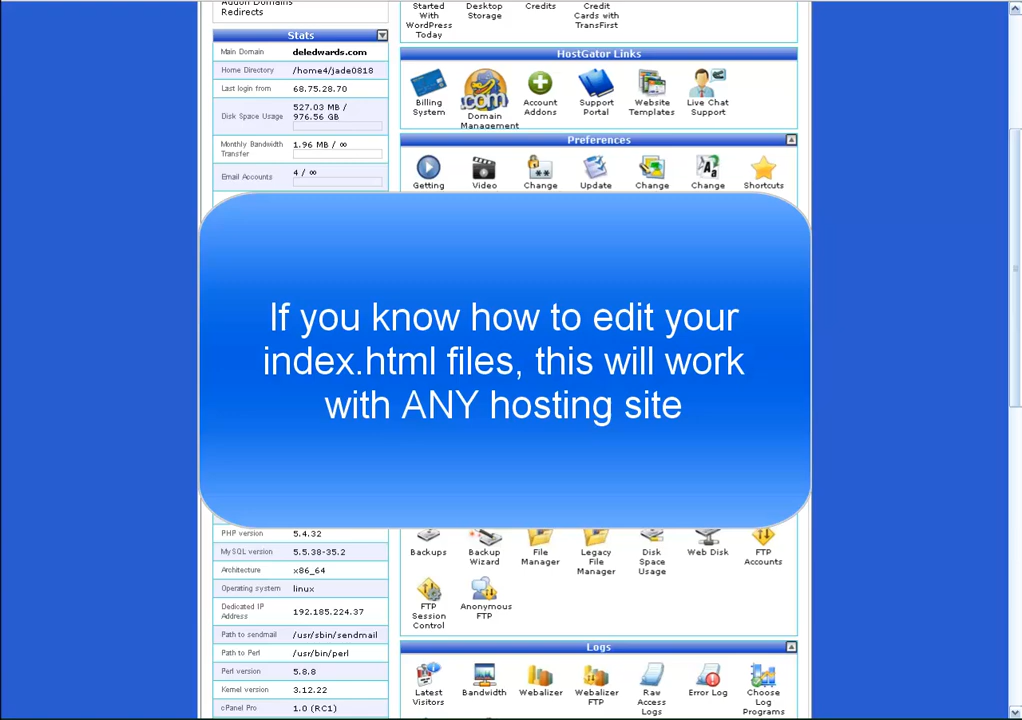 Redirects
Stats
Main Domain deledwards.com
Home Directory /home4/jade0818
Last login from 68.75.28.70
Disk Space Usage 527.03 MB /
976.56 GB
Monthly Bandwidth
Transfer 1.96 MB / ∞
Email Accounts 4 / ∞
Started
With
WordPress
Today
Desktop
Storage
Credits
Credit
Cards with
TransFirst
HostGator Links
Billing
System
.com
Domain
Management
Account
Addons
Support
Portal
Website
Templates
Live Chat
Support
Preferences
Getting
Video
Change
Update
Change
Change
Shortcuts
If you know how to edit your
index.html files, this will work
with ANY hosting site
PHP version 5.4.32
MySQL version 5.5.38-35.2
Architecture x86_64
Operating system linux
Dedicated IP
Address 192.185.224.37
Path to sendmail /usr/sbin/sendmail
Path to Perl /usr/bin/perl
Perl version 5.8.8
Kernel version 3.12.22
cPanel Pro 1.0 (RC1)
Backups
Backup
Wizard
File
Manager
Legacy
File
Manager
Disk
Space
Usage
Web Disk
FTP
Accounts
FTP
Session
Control
Anonymous
FTP
Logs
Latest
Visitors
Bandwidth
Webalizer
Webalizer
FTP
Raw
Access
Logs
Error Log
Choose
Log
Programs